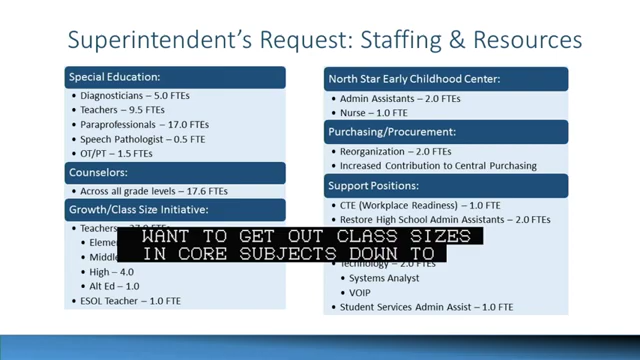 Superintendent's Request: Staffing & Resources
Special Education:
• Diagnosticians – 5.0 FTEs
• Teachers – 9.5 FTEs
• Paraprofessionals – 17.0 FTEs
• Speech Pathologist – 0.5 FTE
• OT/PT – 1.5 FTEs
Counselors:
• Across all grade levels – 17.6 FTEs
Growth/Class Size Initiative:
• Teachers
• High – 4.0
• Alt Ed – 1.0
• ESOL Teacher – 1.0 FTE
North Star Early Childhood Center:
• Admin Assistants – 2.0 FTEs
• Nurse – 1.0 FTE
Purchasing/Procurement:
• Reorganization – 2.0 FTEs
• Increased Contribution to Central Purchasing
Support Positions:
• CTE (Workplace Readiness) – 1.0 FTE
• Restore High School Admin Assistants – 2.0 FTEs
• Technology – 2.0 FTEs
• Systems Analyst
• VOIP
• Student Services Admin Assist – 1.0 FTE
WANT TO GET OUT CLASS SIZES
IN CORE SUBJECTS DOWN TO